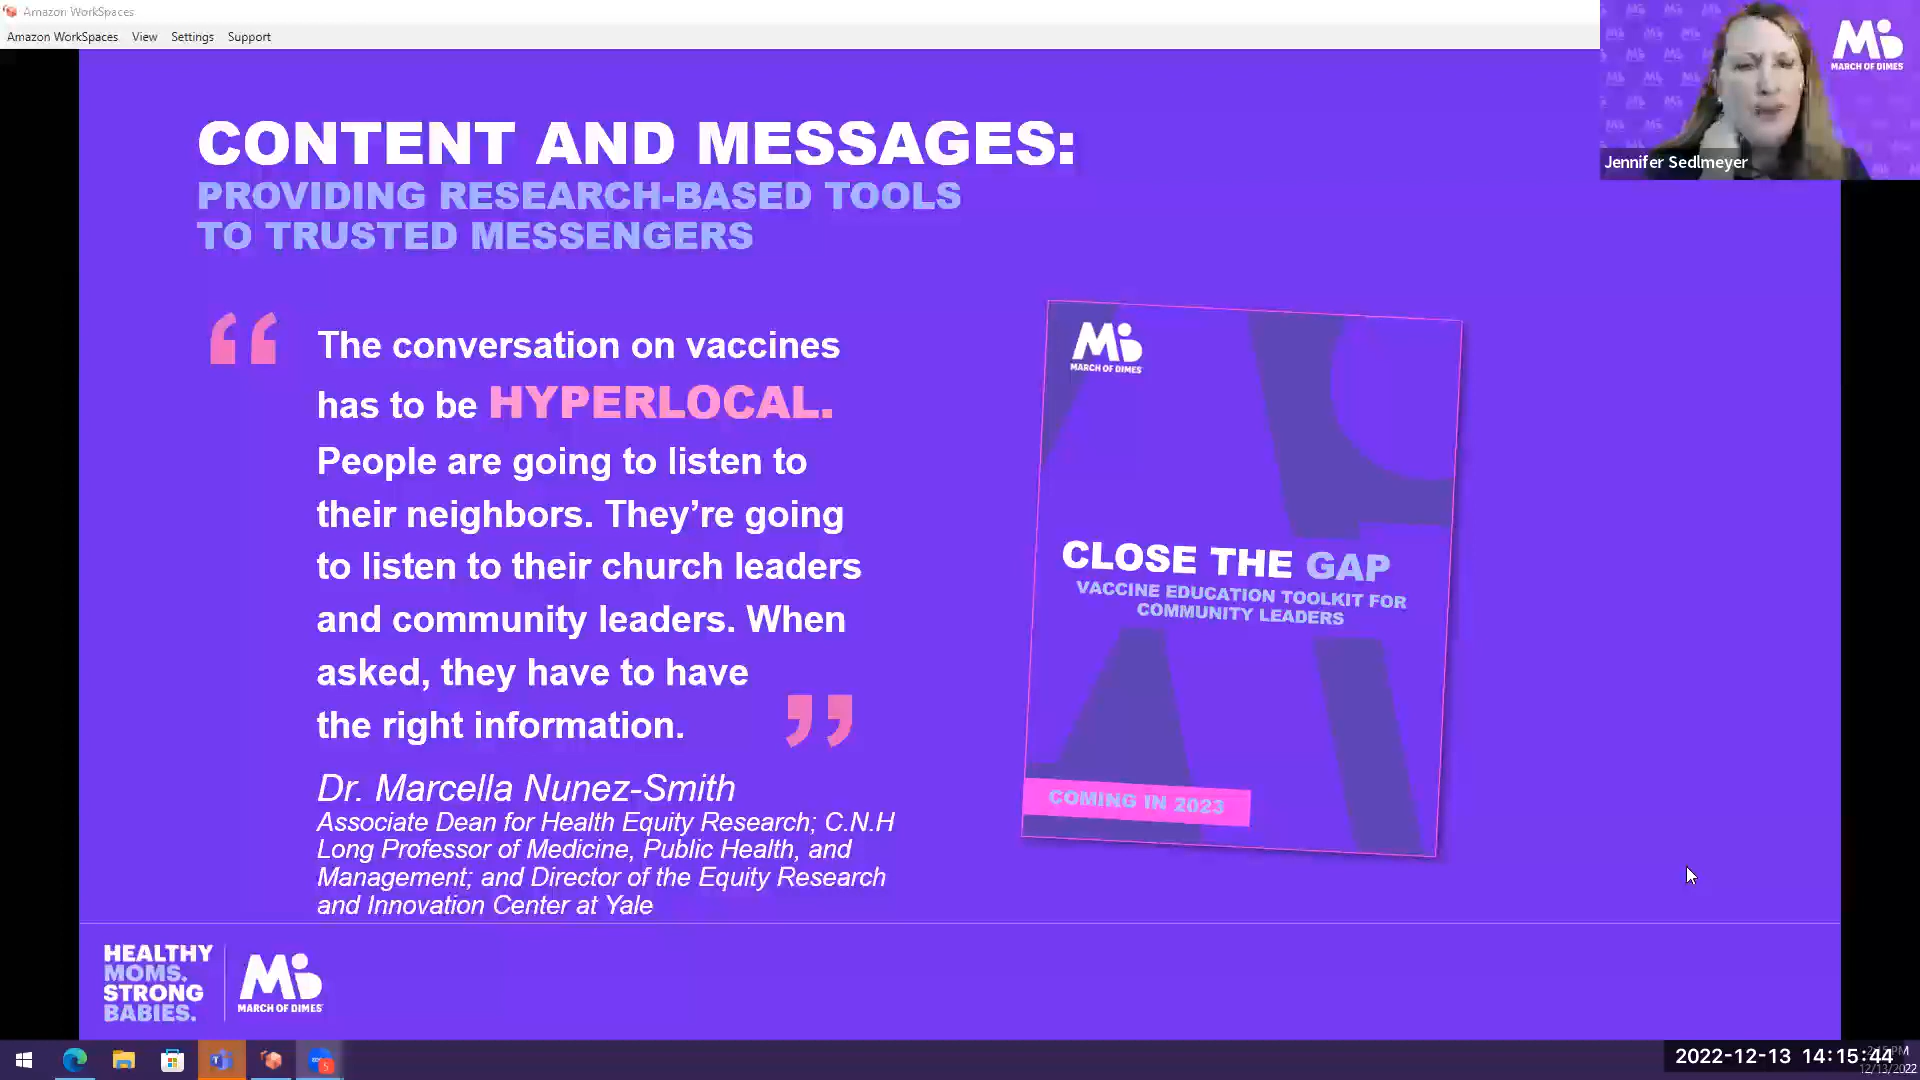 Amazon WorkSpaces
Amazon WorkSpaces View Settings Support
MARCH OF DIMES
Jennifer Sedlmeyer
CONTENT AND MESSAGES:
PROVIDING RESEARCH-BASED TOOLS
TO TRUSTED MESSENGERS
“
The conversation on vaccines
has to be HYPERLOCAL.
People are going to listen to
their neighbors. They’re going
to listen to their church leaders
and community leaders. When
asked, they have to have
the right information.
”
Dr. Marcella Nunez-Smith
Associate Dean for Health Equity Research; C.N.H
Long Professor of Medicine, Public Health, and
Management; and Director of the Equity Research
and Innovation Center at Yale
MARCH OF DIMES
CLOSE THE GAP
VACCINE EDUCATION TOOLKIT FOR
COMMUNITY LEADERS
COMING IN 2023
HEALTHY
MOMS.
STRONG
BABIES.
MARCH OF DIMES
2022-12-13 14:15:44
12/13/2022